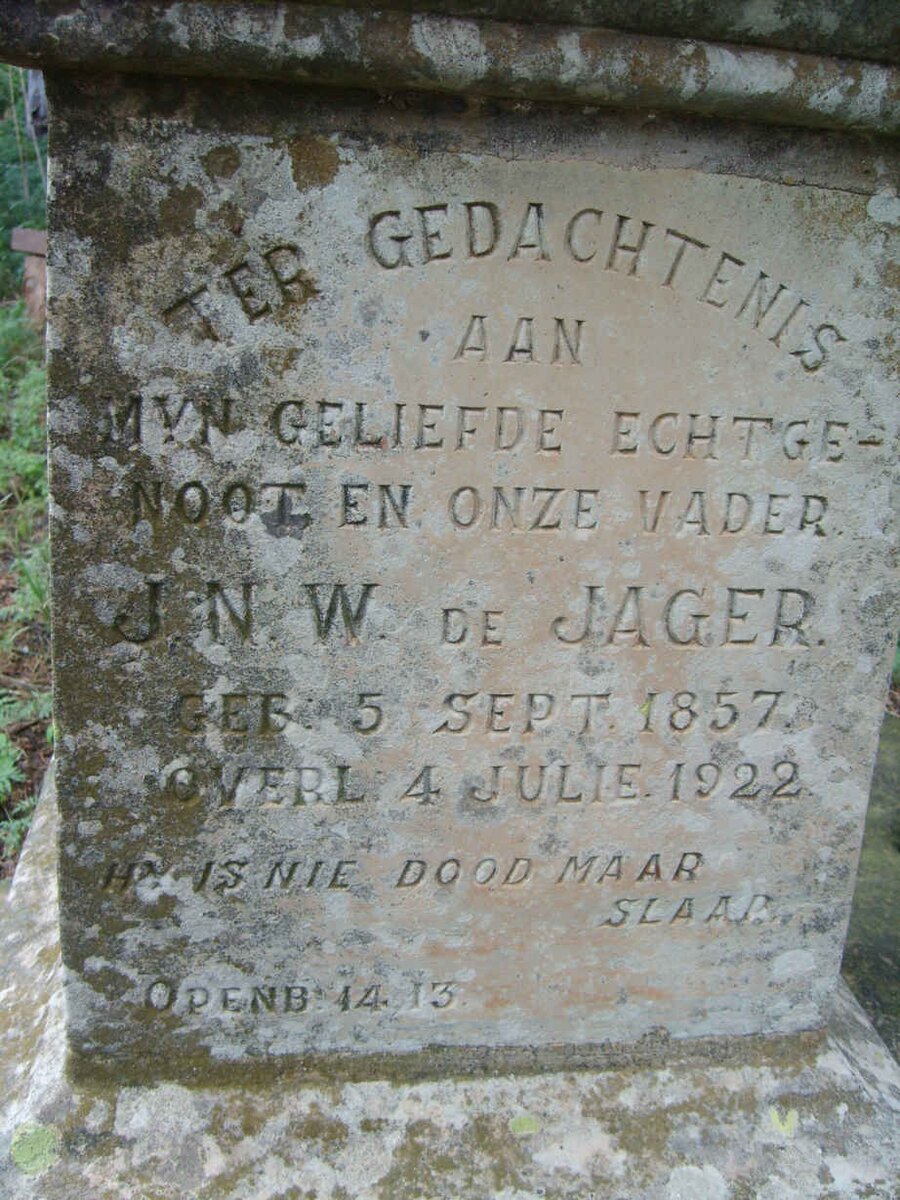 TER GEDACHTENIS
AAN
MYN GELIEFDE ECHTGE-
NOOT EN ONZE VADER.
J. N. W. DE JAGER.
GEB: 5 SEPT. 1857.
OVERL 4 JULIE. 1922.
HY IS NIE DOOD MAAR
SLAAP.
OPENB: 14. 13.